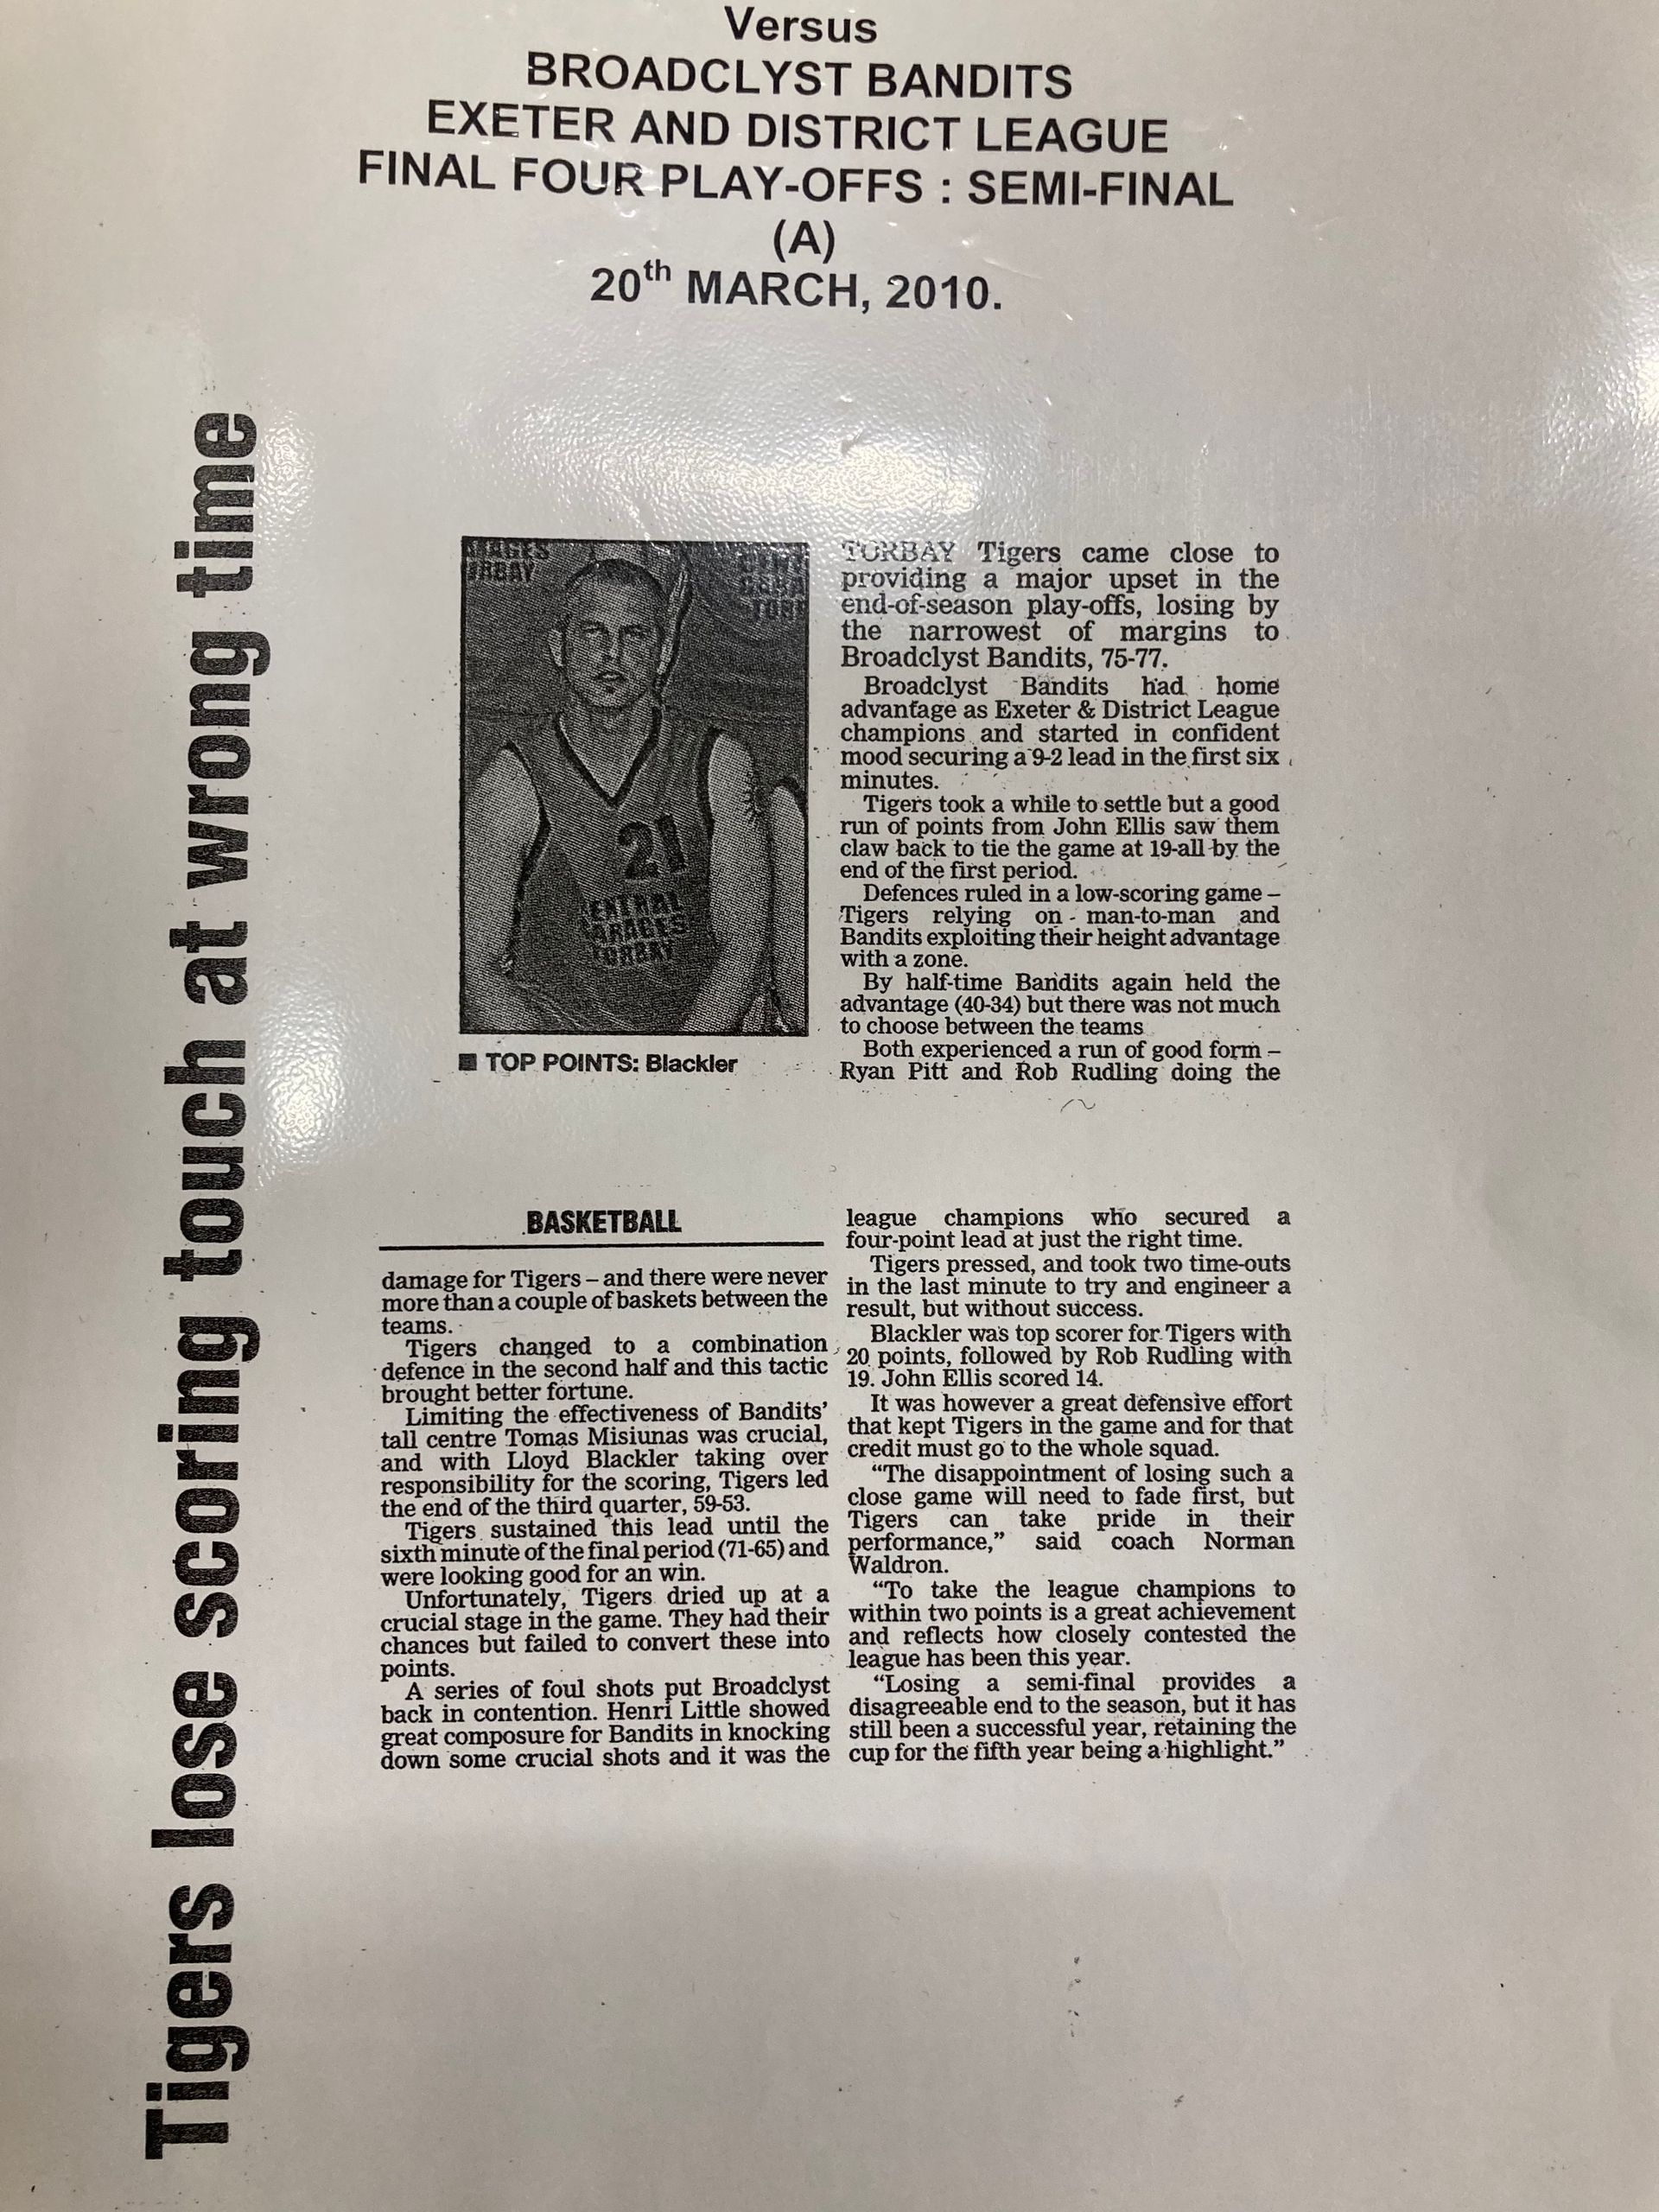 Versus
BROADCLYST BANDITS
EXETER AND DISTRICT LEAGUE
FINAL FOUR PLAY-OFFS : SEMI-FINAL
(A)
20th MARCH, 2010.
Tigers lose scoring touch at wrong time
21
ENTRAL
ARAGES
TORBAY
■ TOP POINTS: Blackler
TORBAY Tigers came close to
providing a major upset in the
end-of-season play-offs, losing by
the narrowest of margins to
Broadclyst Bandits, 75-77.
Broadclyst Bandits had home
advantage as Exeter & District League
champions and started in confident
mood securing a 9-2 lead in the first six
minutes.
Tigers took a while to settle but a good
run of points from John Ellis saw them
claw back to tie the game at 19-all by the
end of the first period.
Defences ruled in a low-scoring game –
Tigers relying on man-to-man and
Bandits exploiting their height advantage
with a zone.
By half-time Bandits again held the
advantage (40-34) but there was not much
to choose between the teams
Both experienced a run of good form –
Ryan Pitt and Rob Rudling doing the
BASKETBALL
damage for Tigers – and there were never
more than a couple of baskets between the
teams.
Tigers changed to a combination
defence in the second half and this tactic
brought better fortune.
Limiting the effectiveness of Bandits’
tall centre Tomas Misiunas was crucial,
and with Lloyd Blackler taking over
responsibility for the scoring, Tigers led
the end of the third quarter, 59-53.
Tigers sustained this lead until the
sixth minute of the final period (71-65) and
were looking good for an win.
Unfortunately, Tigers dried up at a
crucial stage in the game. They had their
chances but failed to convert these into
points.
A series of foul shots put Broadclyst
back in contention. Henri Little showed
great composure for Bandits in knocking
down some crucial shots and it was the
league champions who secured a
four-point lead at just the right time.
Tigers pressed, and took two time-outs
in the last minute to try and engineer a
result, but without success.
Blackler was top scorer for Tigers with
20 points, followed by Rob Rudling with
19. John Ellis scored 14.
It was however a great defensive effort
that kept Tigers in the game and for that
credit must go to the whole squad.
“The disappointment of losing such a
close game will need to fade first, but
Tigers can take pride in their
performance,” said coach Norman
Waldron.
“To take the league champions to
within two points is a great achievement
and reflects how closely contested the
league has been this year.
“Losing a semi-final provides a
disagreeable end to the season, but it has
still been a successful year, retaining the
cup for the fifth year being a highlight.”